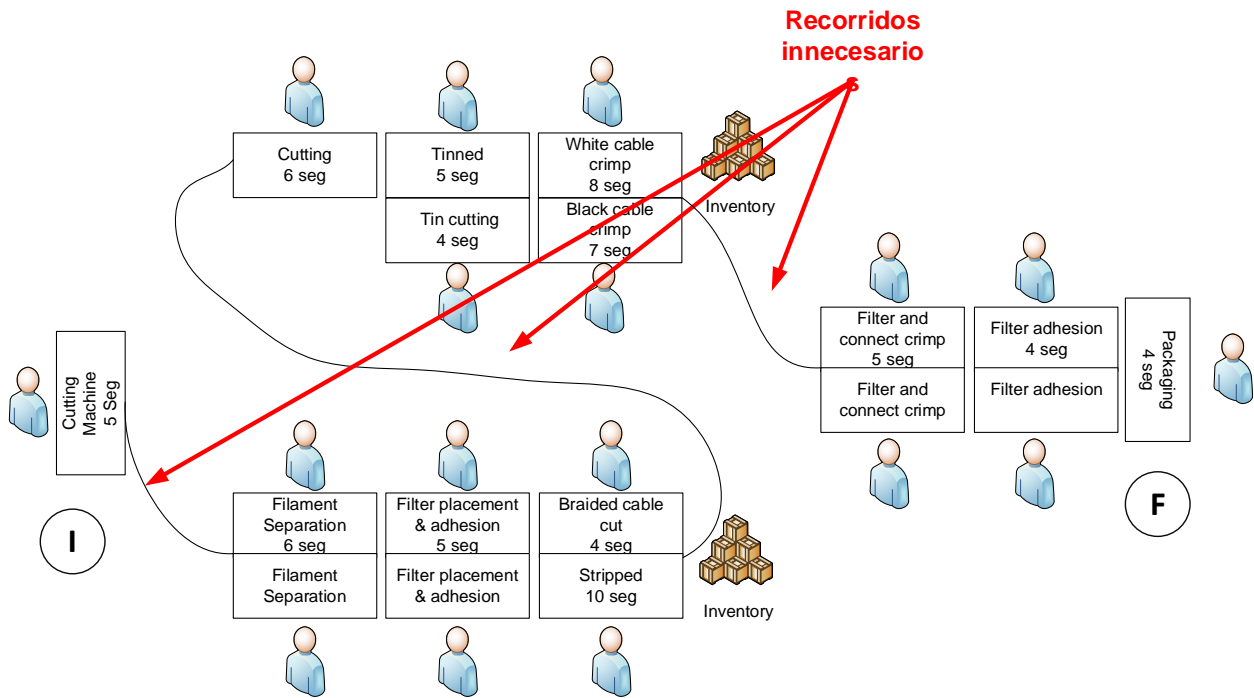 Recorridos
innecesario
s
Cutting
6 seg
Tinned
5 seg
White cable
crimp
8 seg
Inventory
Tin cutting
4 seg
Black cable
crimp
7 seg
Filter and
connect crimp
5 seg
Filter adhesion
4 seg
Packaging
4 seg
Filter and
connect crimp
Filter adhesion
Cutting
Machine
5 Seg
I
F
Filament
Separation
6 seg
Filter placement
& adhesion
5 seg
Braided cable
cut
4 seg
Filament
Separation
Filter placement
& adhesion
Stripped
10 seg
Inventory